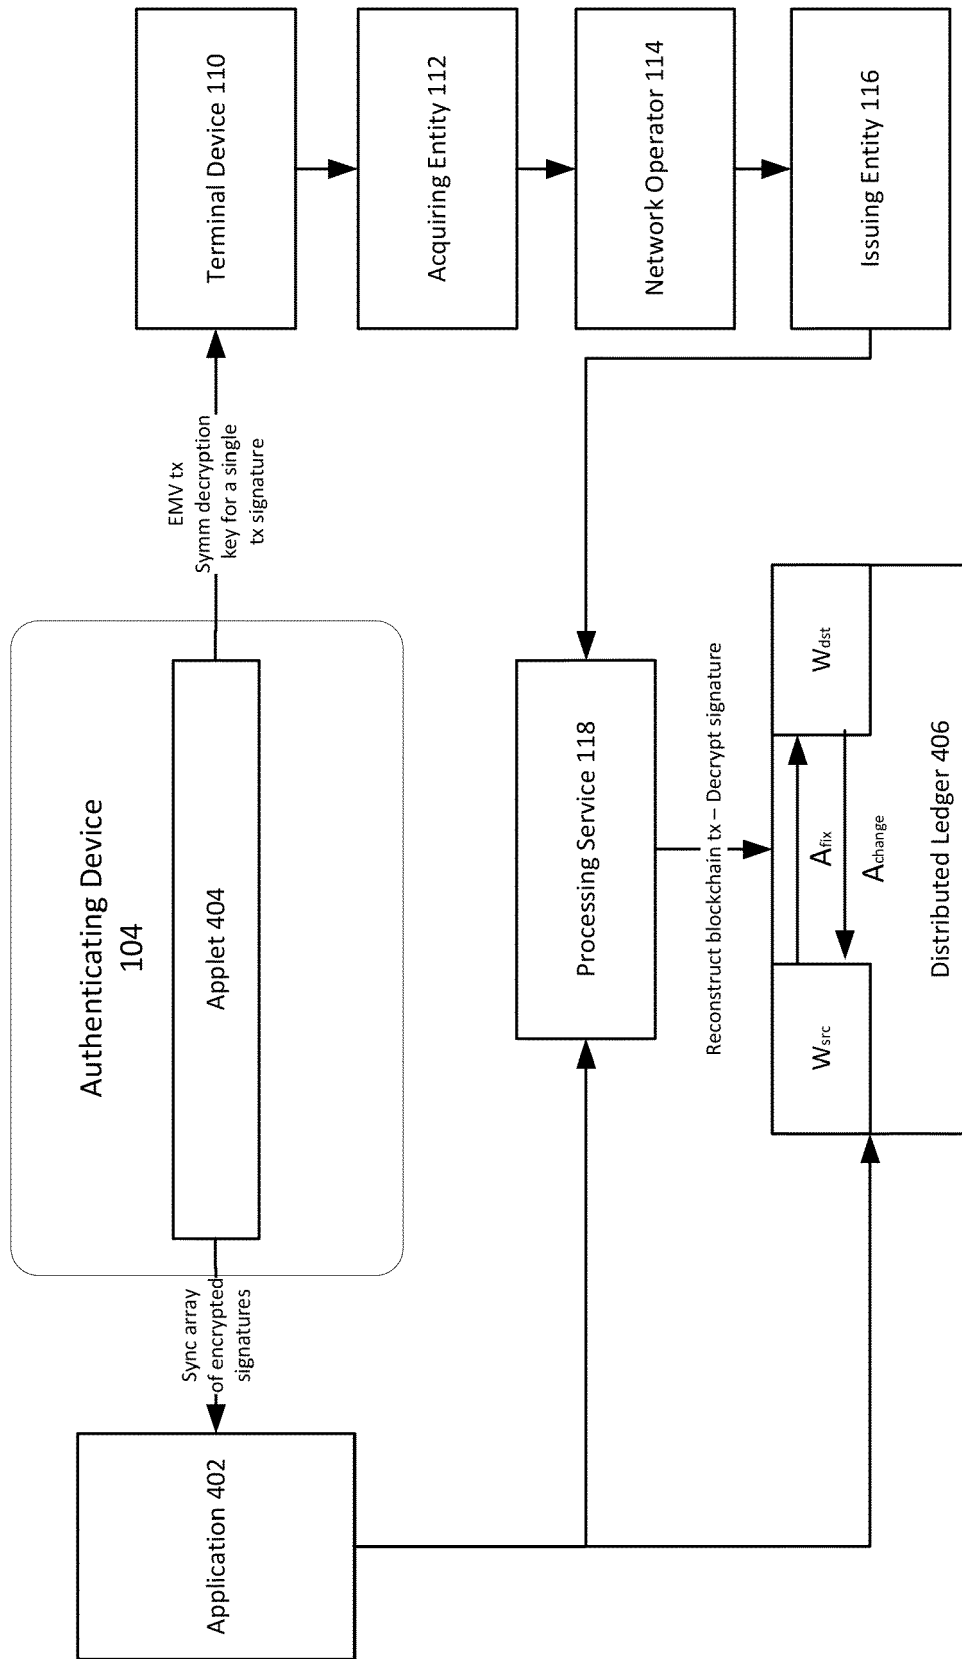 Authenticating Device
104
Applet 404
Application 402
Sync array
of encrypted
signatures
EMV tx
Symm decryption
key for a single
tx signature
Terminal Device 110
Acquiring Entity 112
Network Operator 114
Issuing Entity 116
Processing Service 118
Reconstruct blockchain tx – Decrypt signature
Wsrc
Afix
Achange
Wdst
Distributed Ledger 406